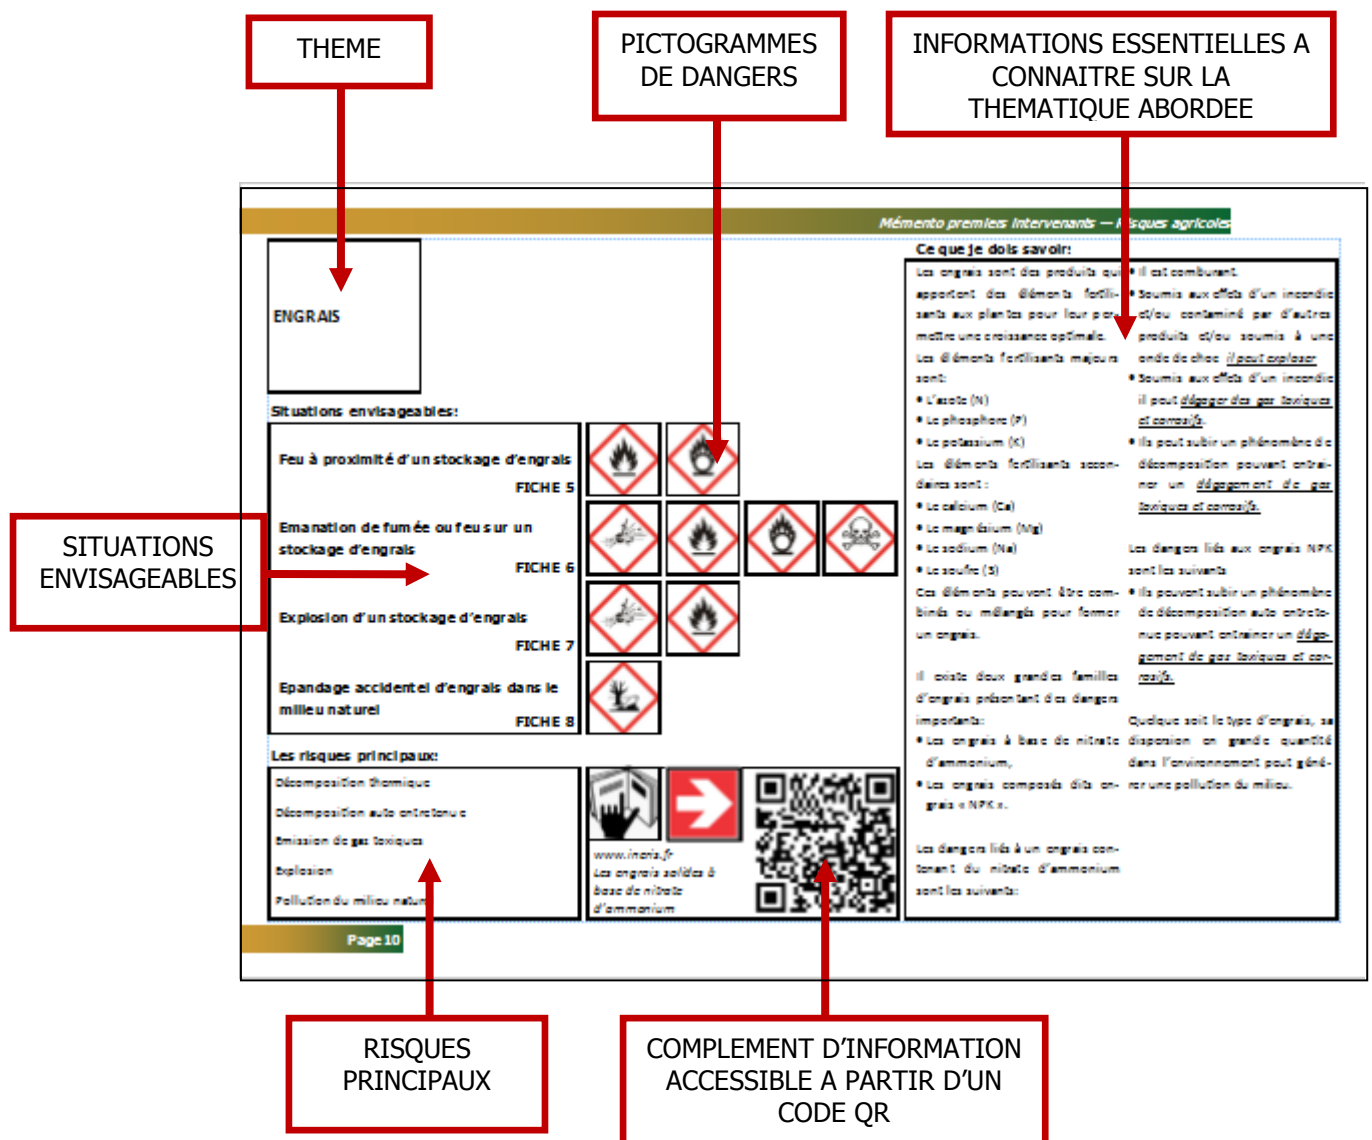 THEME
PICTOGRAMMES
DE DANGERS
INFORMATIONS ESSENTIELLES A
CONNAITRE SUR LA
THEMATIQUE ABORDEE
Mémento premiers intervenants — Risques agricoles
ENGRAIS
Situations envisageables:
Feu à proximité d'un stockage d'engrais
FICHE 5
Emanation de fumée ou feu sur un
stockage d'engrais
FICHE 6
Explosion d'un stockage d'engrais
FICHE 7
Epandage accidentel d'engrais dans le
milieu naturel
FICHE 8
SITUATIONS
ENVISAGEABLES
Les risques principaux:
Décomposition thermique
Décomposition auto entretenue
Emission de gas toxiques
Explosion
Pollution du milieu naturel
www.ineris.fr
Les engrais solides à
base de nitrate
d'ammonium
Ce que je dois savoir:
Les engrais sont des produits qui
apportent des éléments fertili-
sants aux plantes pour leur per-
mettre une croissance optimale.
Les éléments fertilisants majeurs
sont:
• L'azote (N)
• Le phosphore (P)
• Le potassium (K)
Les éléments fertilisants secon-
daires sont :
• Le calcium (Ca)
• Le magnésium (Mg)
• Le sodium (Na)
• Le soufre (S)
Ces éléments peuvent être com-
binés ou mélangés pour former
un engrais.
Il existe deux grandes familles
d'engrais présentant des dangers
importants:
• Les engrais à base de nitrate
d'ammonium,
• Les engrais composés dits en-
grais « NPK ».
Les dangers liés à un engrais con-
tenant du nitrate d'ammonium
sont les suivants:
• Il est comburant.
• Soumis aux effets d'un incendie
et/ou contaminé par d'autres
produits et/ou soumis à une
onde de choc il peut exploser
• Soumis aux effets d'un incendie
il peut dégager des gas toxiques
et corrosifs.
• Ils peut subir un phénomène de
décomposition pouvant entrai-
ner un dégagement de gas
toxiques et corrosifs.
Les dangers liés aux engrais NPK
sont les suivants
• Ils peuvent subir un phénomène
de décomposition auto entrete-
nue pouvant entrainer un déga-
gement de gas toxiques et cor-
rosifs.
Quelque soit le type d'engrais, sa
dispersion en grande quantité
dans l'environnement peut géné-
rer une pollution du milieu.
Page 10
RISQUES
PRINCIPAUX
COMPLEMENT D'INFORMATION
ACCESSIBLE A PARTIR D'UN
CODE QR